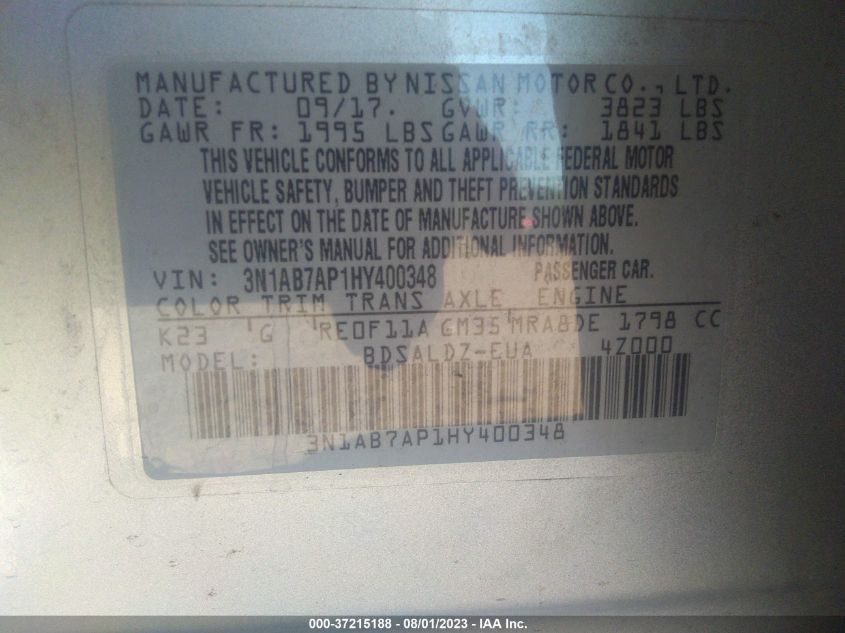 MANUFACTURED BY NISSAN MOTOR CO., LTD.
DATE: 09/17. GVWR: 3823 LBS
GAWR FR: 1995 LBS GAWR RR: 1841 LBS
THIS VEHICLE CONFORMS TO ALL APPLICABLE FEDERAL MOTOR
VEHICLE SAFETY, BUMPER AND THEFT PREVENTION STANDARDS
IN EFFECT ON THE DATE OF MANUFACTURE SHOWN ABOVE.
SEE OWNER'S MANUAL FOR ADDITIONAL INFORMATION.
VIN: 3N1AB7AP1HY400348 PASSENGER CAR.
COLOR TRIM TRANS AXLE ENGINE
K23 G RE0F11A GM35 MRA8DE 1798 CC
MODEL: BDSALDZ-EUA 4Z000
3N1AB7AP1HY400348
000-37215188 - 08/01/2023 - IAA Inc.